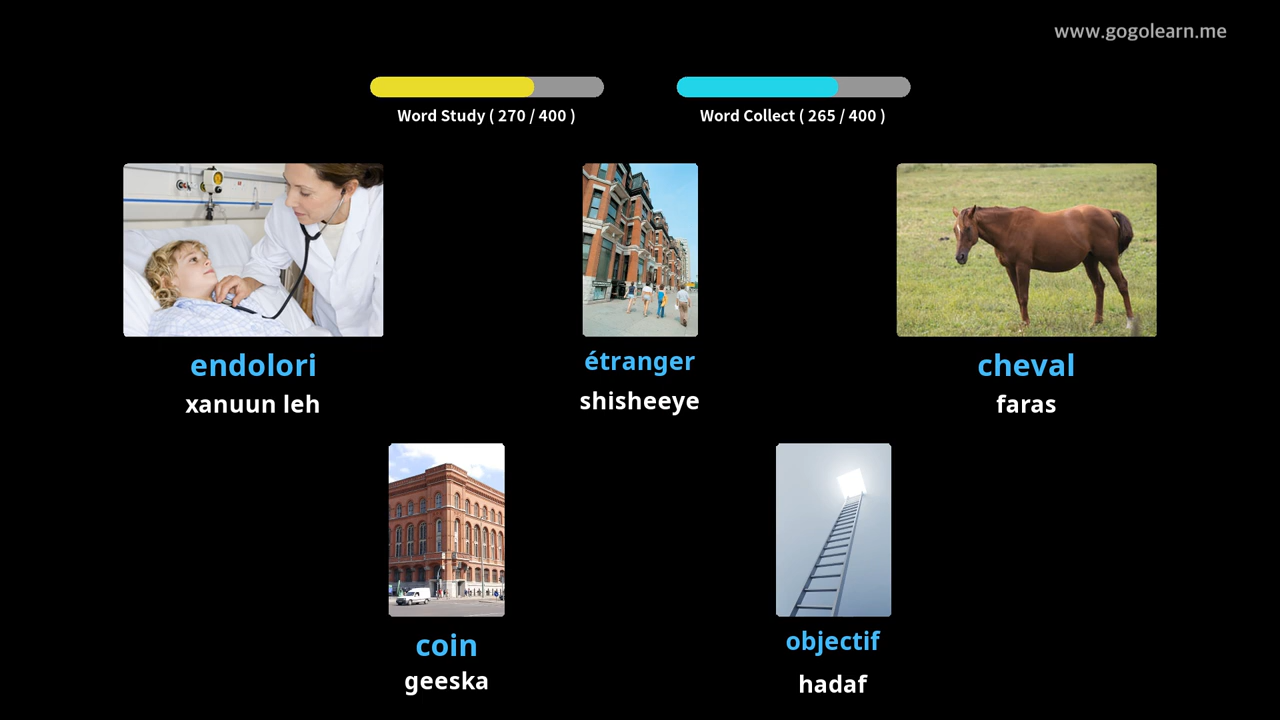 www.gogolearn.me
Word Study ( 270 / 400 )
Word Collect ( 265 / 400 )
endolori
xanuun leh
étranger
shisheeye
cheval
faras
coin
geeska
objectif
hadaf